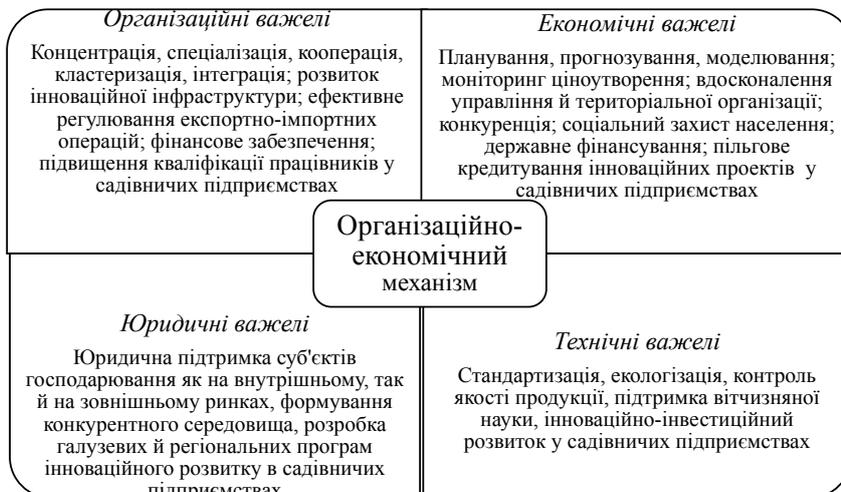 Організаційні важелі
Концентрація, спеціалізація, кооперація,
кластеризація, інтеграція; розвиток
інноваційної інфраструктури; ефективне
регулювання експортно-імпортних
операцій; фінансове забезпечення;
підвищення кваліфікації працівників у
садівничих підприємствах
Економічні важелі
Планування, прогнозування, моделювання;
моніторинг ціноутворення; вдосконалення
управління й територіальної організації;
конкуренція; соціальний захист населення;
державне фінансування; пільгове
кредитування інноваційних проектів у
садівничих підприємствах
Організаційно-
економічний
механізм
Юридичні важелі
Юридична підтримка суб'єктів
господарювання як на внутрішньому, так
й на зовнішньому ринках, формування
конкурентного середовища, розробка
галузевих й регіональних програм
інноваційного розвитку в садівничих
підприємствах
Технічні важелі
Стандартизація, екологізація, контроль
якості продукції, підтримка вітчизняної
науки, інноваційно-інвестиційний
розвиток у садівничих підприємствах